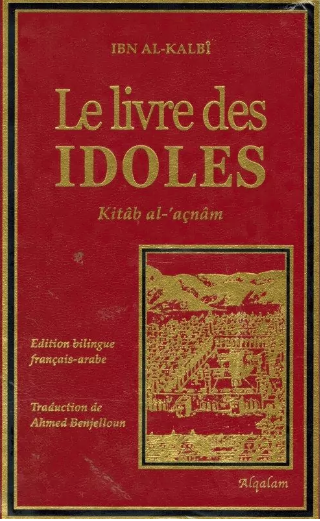 IBN AL-KALBÎ
Le livre des
IDOLES
Kitâb al-'açnâm
Edition bilingue
français-arabe
Traduction de
Ahmed Benjelloun
Alqalam